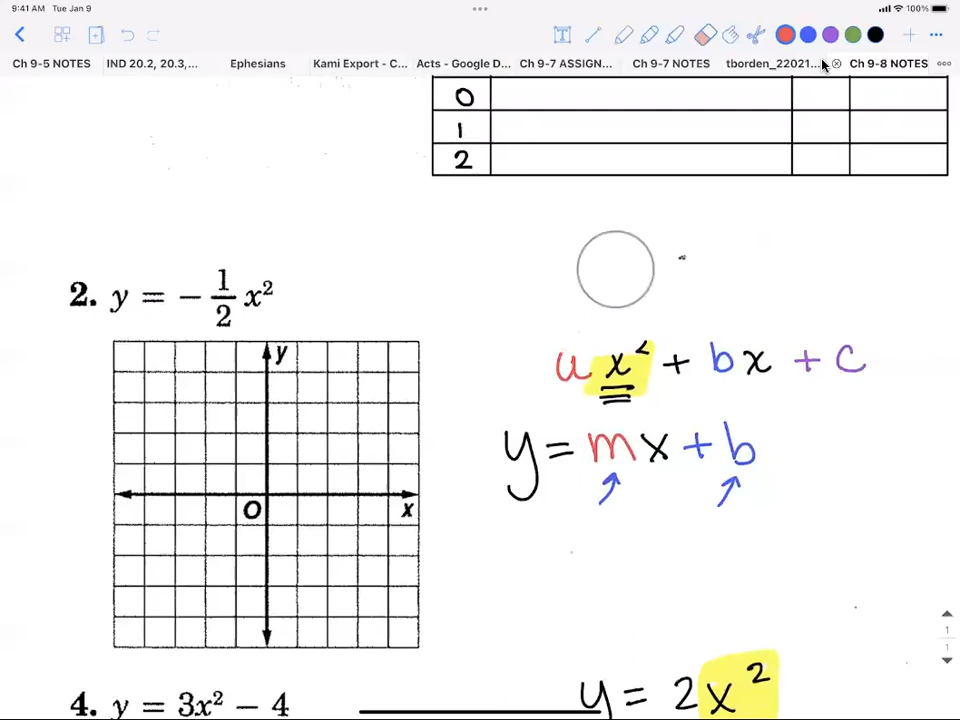 9:41 AM Tue Jan 9
100%
Ch 9-5 NOTES
IND 20.2, 20.3,...
Ephesians
Kami Export - C...
Acts - Google D...
Ch 9-7 ASSIGN...
Ch 9-7 NOTES
tborden_22021...
Ch 9-8 NOTES
0
1
2
2. y = -1/2 x²
y
O
x
ax² + bx + c
y = mx + b
1
1
4. y = 3x² - 4
y = 2x²